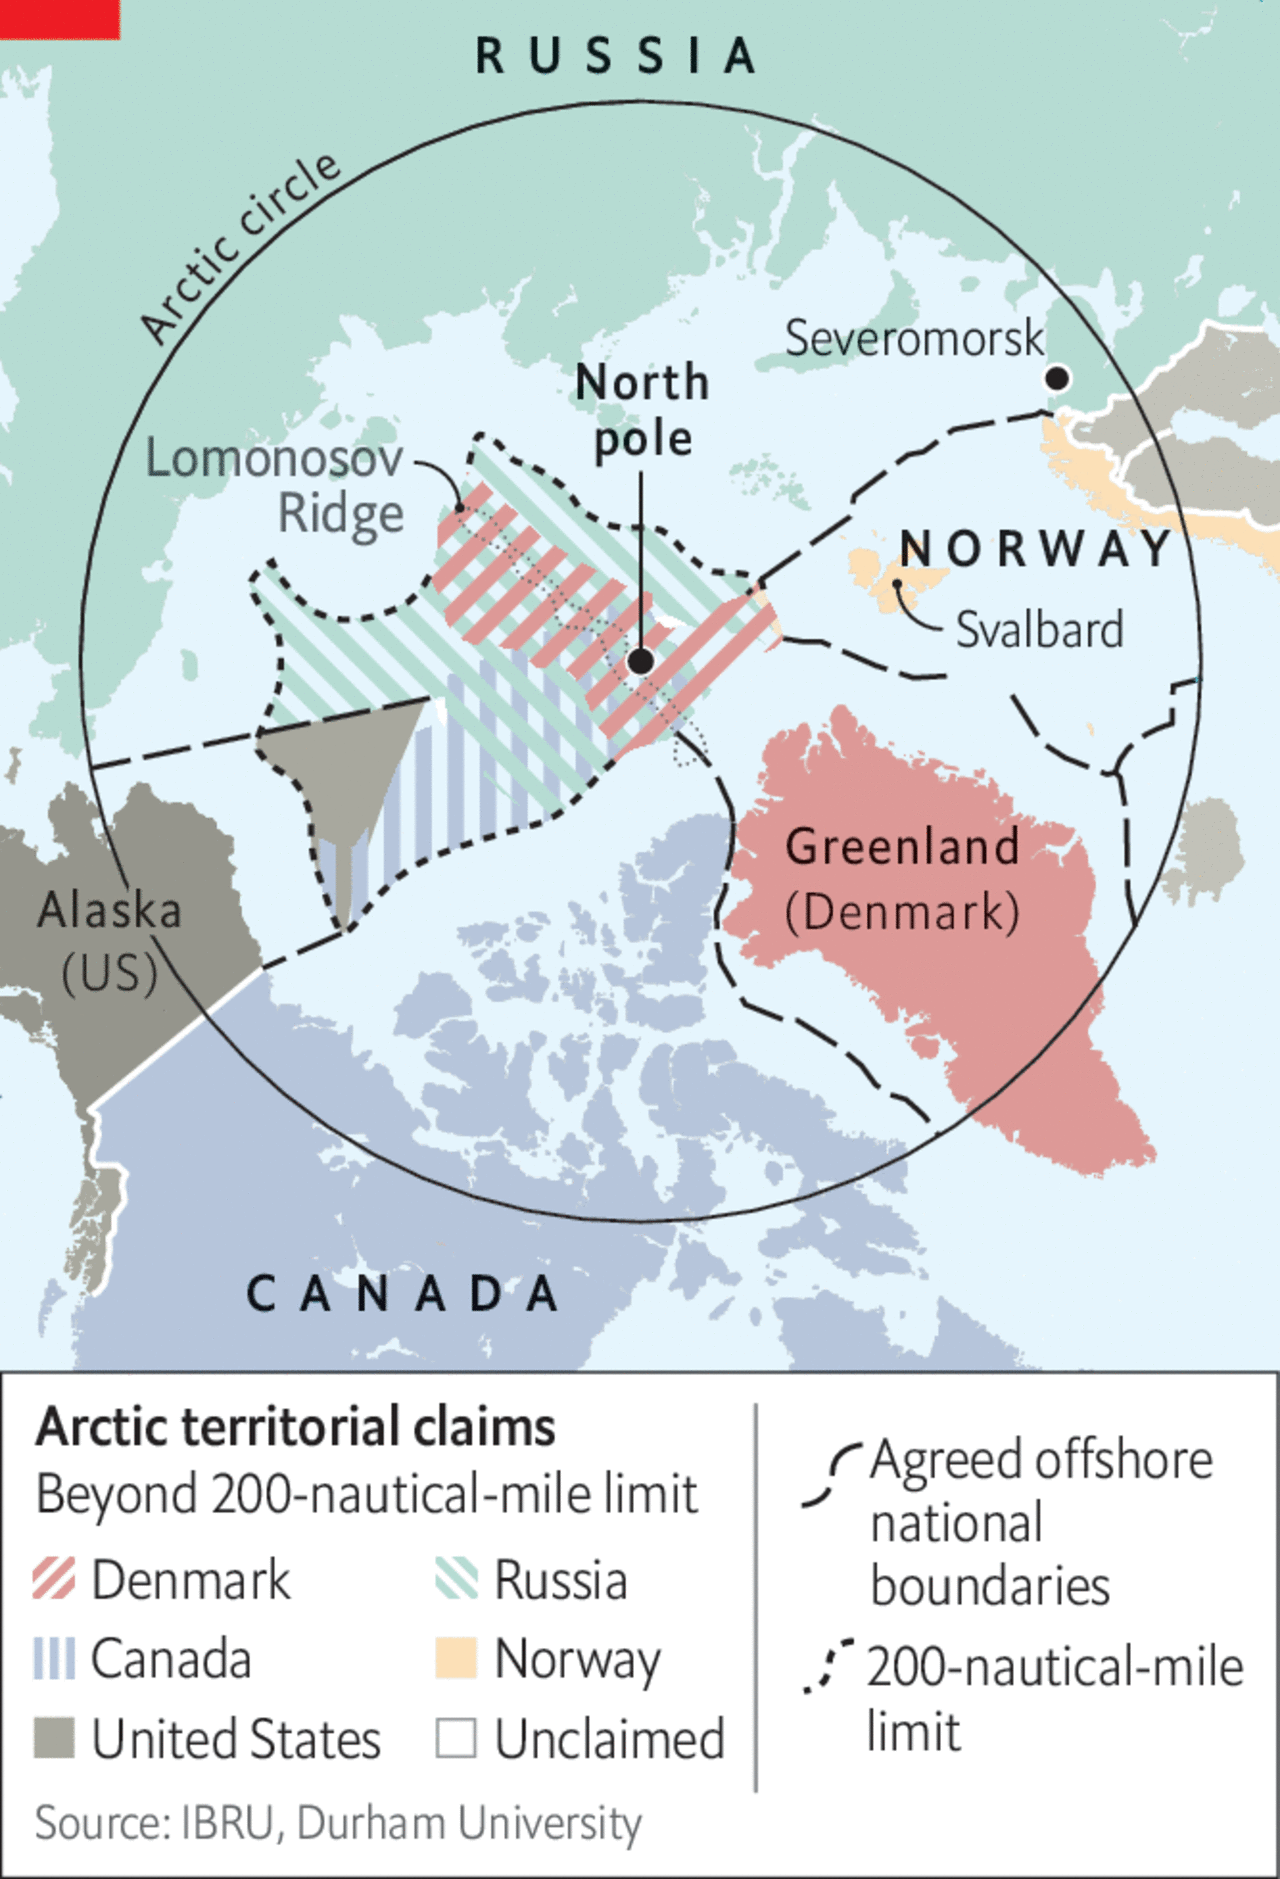 RUSSIA
Arctic circle
Severomorsk
North
pole
Lomonosov
Ridge
NORWAY
Svalbard
Greenland
(Denmark)
Alaska
(US)
CANADA
Arctic territorial claims
Beyond 200-nautical-mile limit
Denmark
Russia
Canada
Norway
United States
Unclaimed
Source: IBRU, Durham University
Agreed offshore
national
boundaries
200-nautical-mile
limit